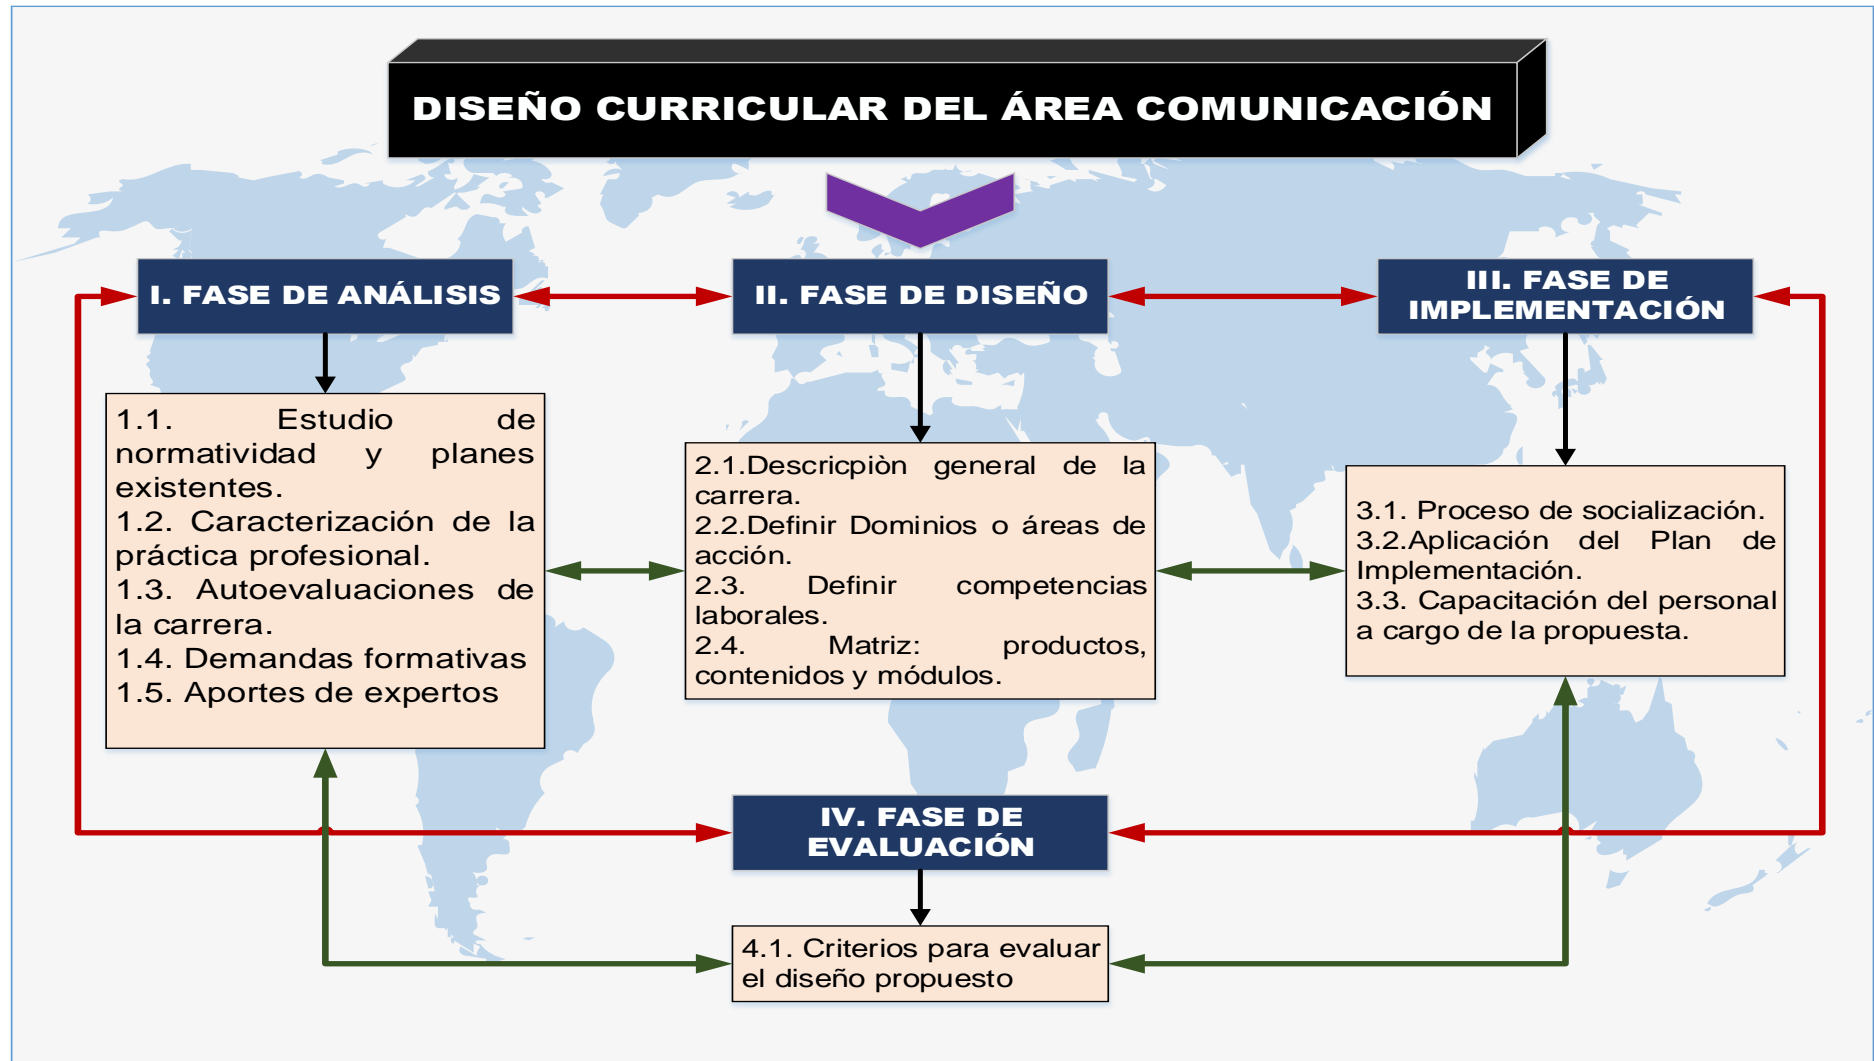 DISEÑO CURRICULAR DEL ÁREA COMUNICACIÓN
I. FASE DE ANÁLISIS
II. FASE DE DISEÑO
III. FASE DE
IMPLEMENTACIÓN
1.1. Estudio de
normatividad y planes
existentes.
1.2. Caracterización de la
práctica profesional.
1.3. Autoevaluaciones de
la carrera.
1.4. Demandas formativas
1.5. Aportes de expertos
2.1.Descricpiòn general de la
carrera.
2.2.Definir Dominios o áreas de
acción.
2.3. Definir competencias
laborales.
2.4. Matriz: productos,
contenidos y módulos.
3.1. Proceso de socialización.
3.2.Aplicación del Plan de
Implementación.
3.3. Capacitación del personal
a cargo de la propuesta.
IV. FASE DE
EVALUACIÓN
4.1. Criterios para evaluar
el diseño propuesto